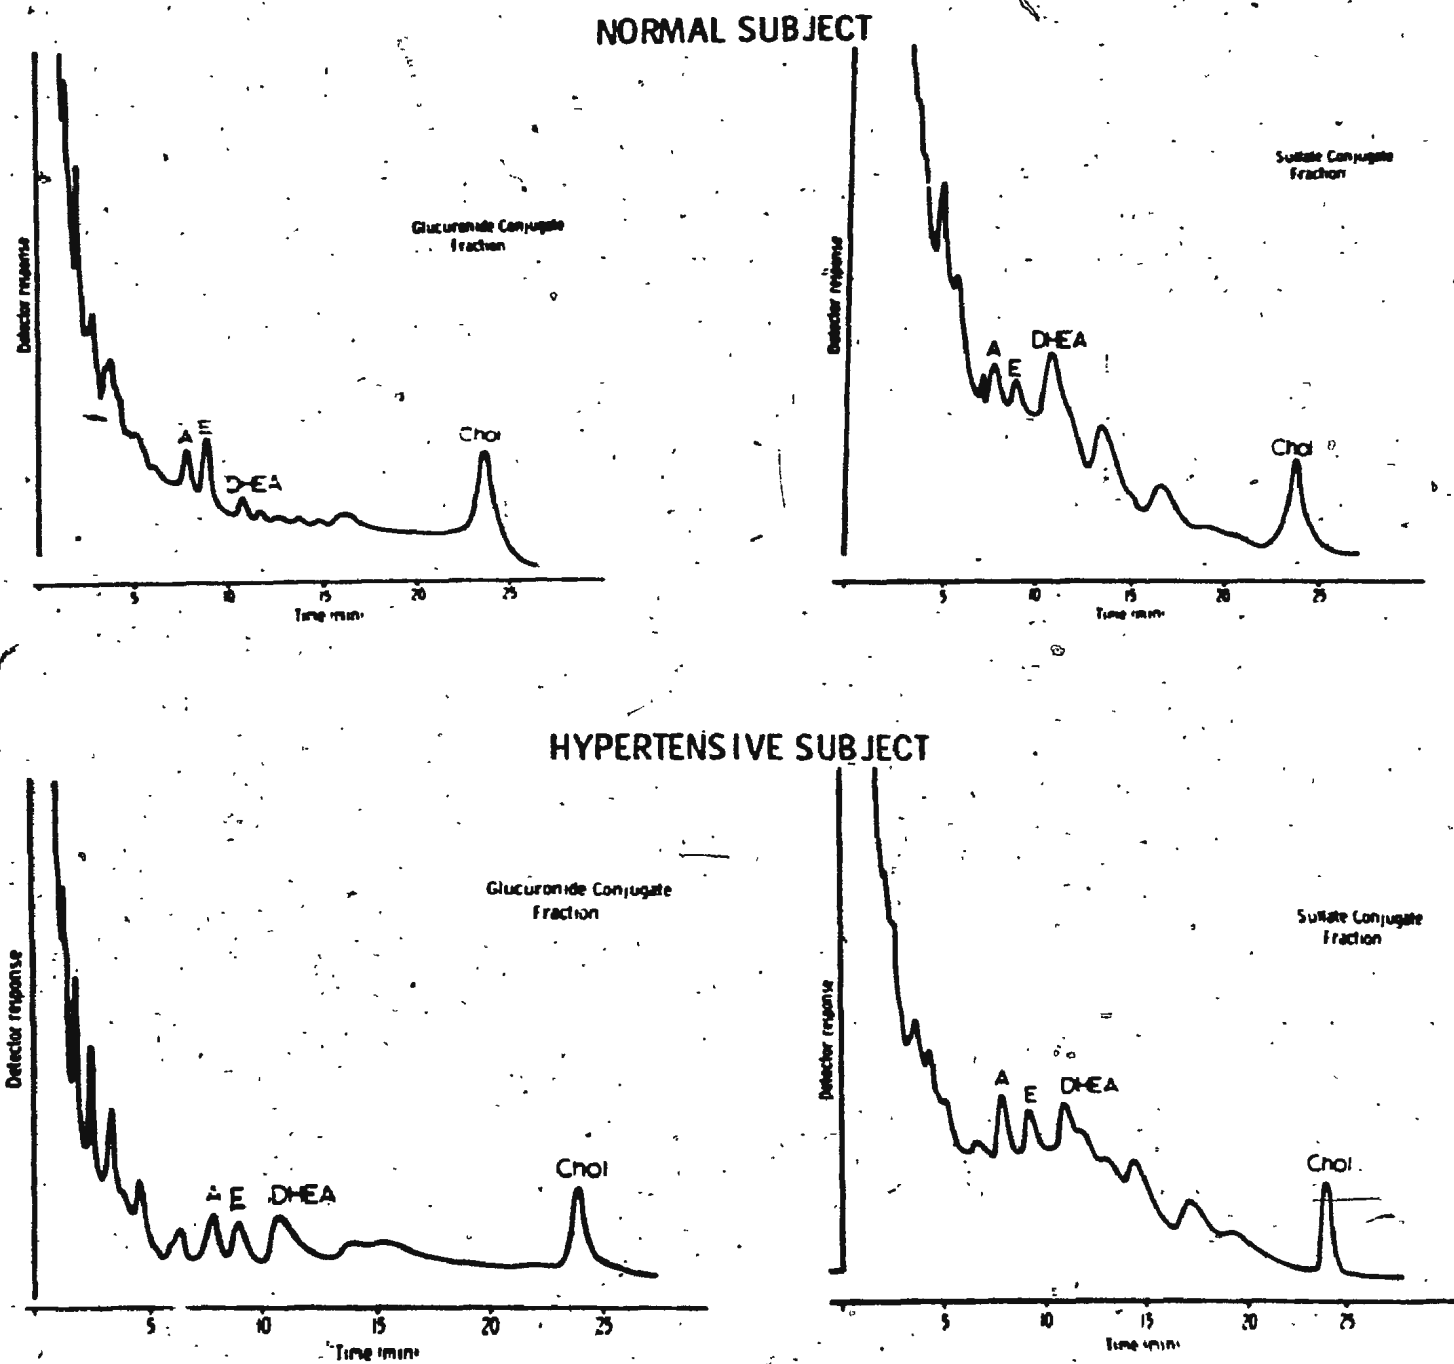 NORMAL SUBJECT
Detector response
Glucuronide Conjugate
Fraction
A
E
DHEA
Chol
5 10 15 20 25
Time (min)
Detector response
Sulfate Conjugate
Fraction
A
E
DHEA
Chol
5 10 15 20 25
Time (min)
HYPERTENSIVE SUBJECT
Detector response
Glucuronide Conjugate
Fraction
A E DHEA
Chol
5 10 15 20 25
Time (min)
Detector response
Sulfate Conjugate
Fraction
A
E
DHEA
Chol
5 10 15 20 25
Time (min)